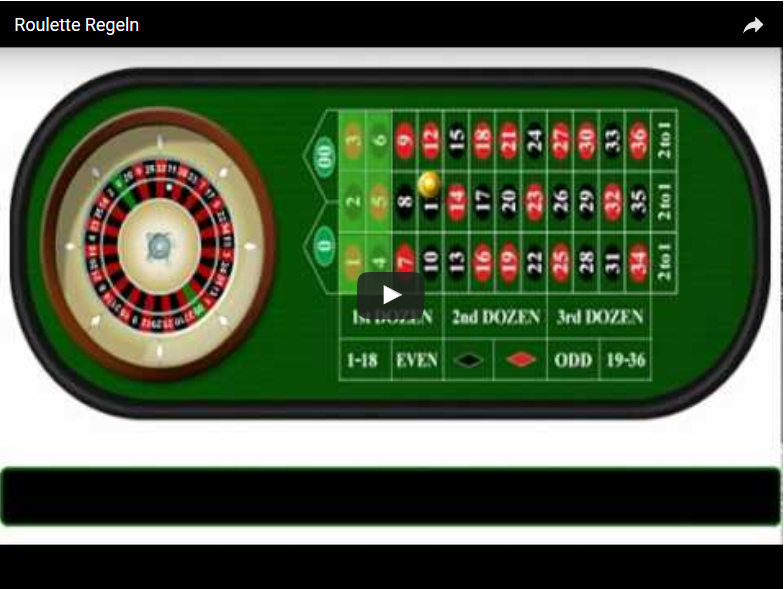 Roulette Regeln
00 3 6 9 12 15 18 21 24 27 30 33 36 2 to 1
2 5 8 14 17 20 23 26 29 32 35 2 to 1
0 1 4 7 10 13 16 19 22 25 28 31 34 2 to 1
1st DOZEN 2nd DOZEN 3rd DOZEN
1-18 EVEN ODD 19-36